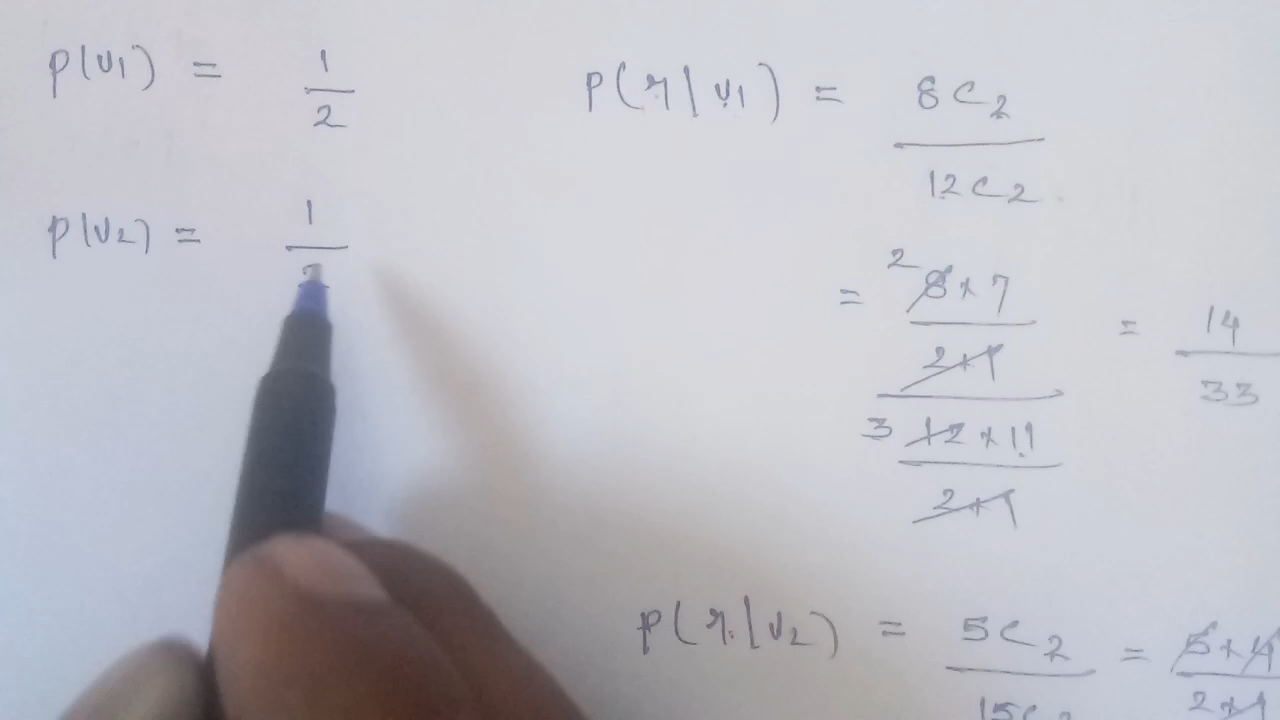 P(U1) = 1/2
P(U2) = 1/
P(r|U1) = 8C2 / 12C2
= 2 8×7 / 2×1 / 3 12×11 / 2×1 = 14/33
P(r|U2) = 5C2 / 15C2 = 5×4 / 2×1